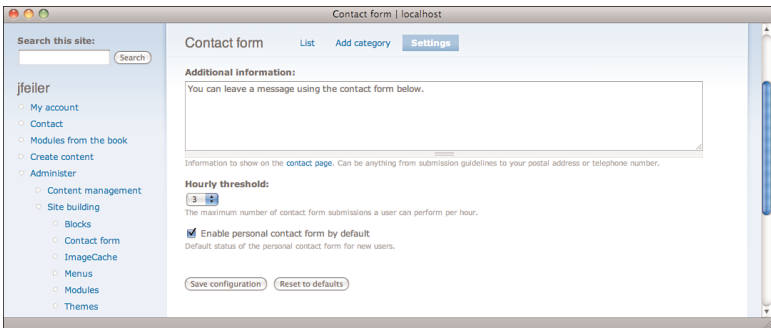 Contact form | localhost
Search this site:
Search
jfeiler
My account
Contact
Modules from the book
Create content
Administer
Content management
Site building
Blocks
Contact form
ImageCache
Menus
Modules
Themes
Contact form List Add category Settings
Additional information:
You can leave a message using the contact form below.
Information to show on the contact page. Can be anything from submission guidelines to your postal address or telephone number.
Hourly threshold:
3
The maximum number of contact form submissions a user can perform per hour.
Enable personal contact form by default
Default status of the personal contact form for new users.
Save configuration Reset to defaults